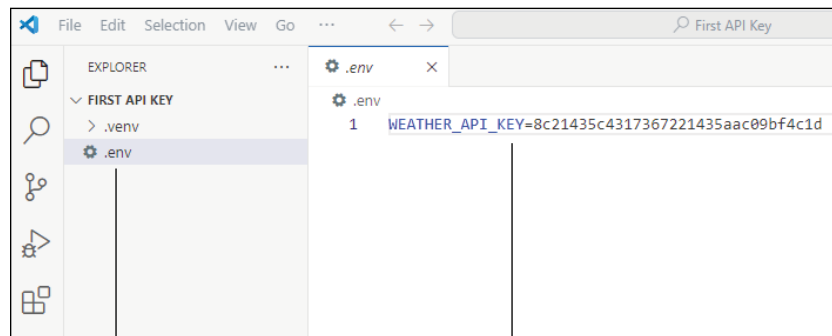 File Edit Selection View Go ... First API Key
EXPLORER ... .env
FIRST API KEY .env
.venv 1 WEATHER_API_KEY=8c21435c4317367221435aac09bf4c1d
.env